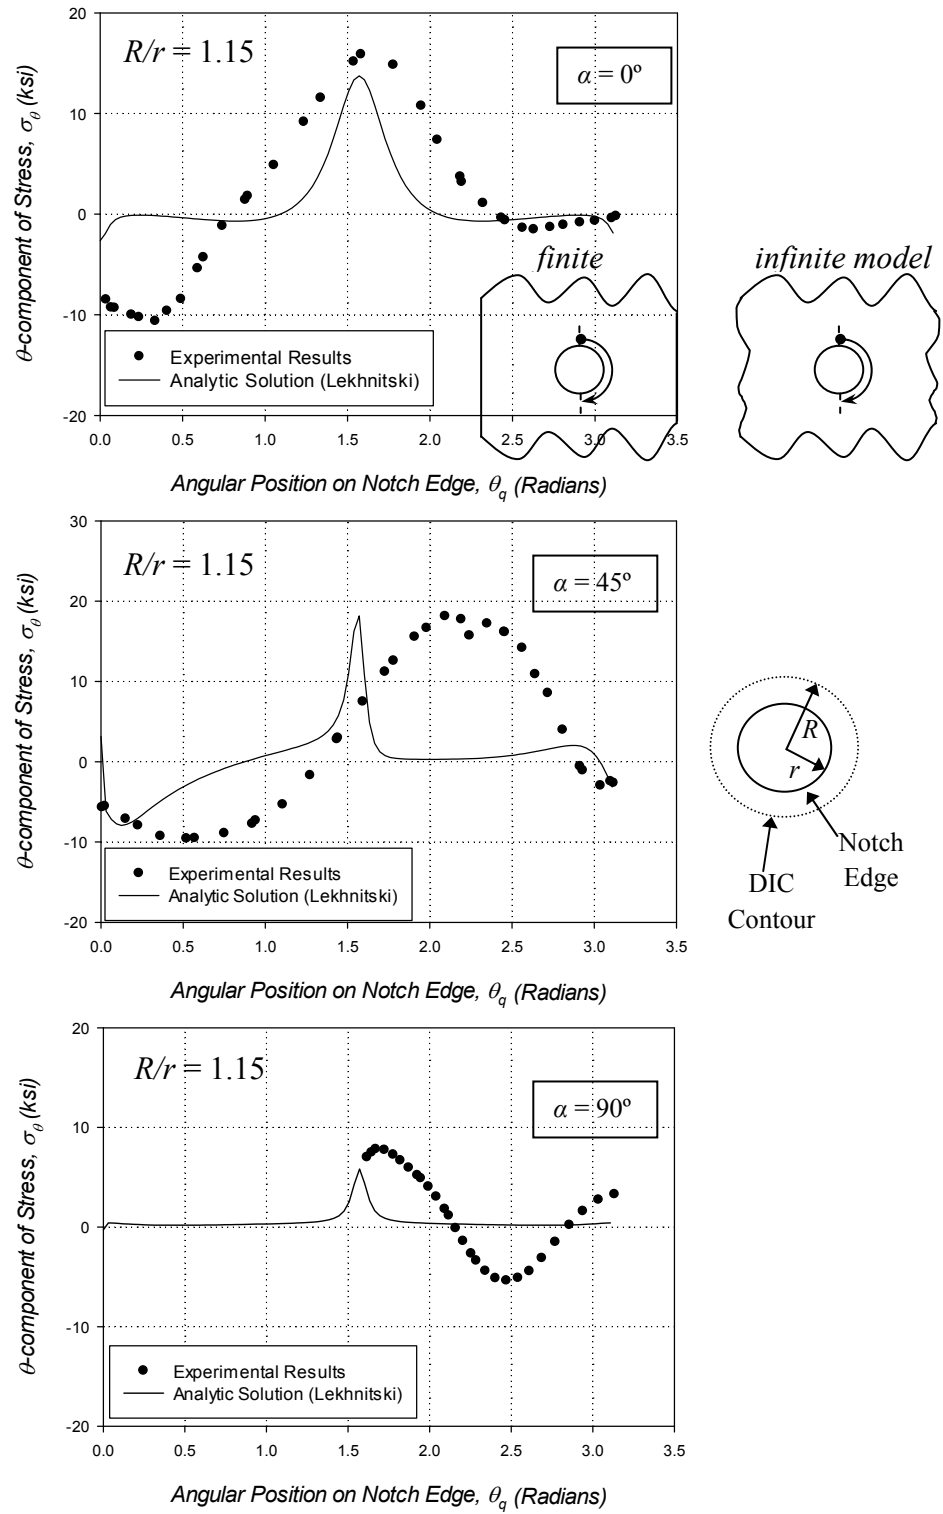 20
10
0
-10
-20
θ-component of Stress, σθ (ksi)
R/r = 1.15
α = 0º
finite
infinite model
Experimental Results
Analytic Solution (Lekhnitski)
0.0 0.5 1.0 1.5 2.0 2.5 3.0 3.5
Angular Position on Notch Edge, θq (Radians)
30
20
10
0
-10
-20
θ-component of Stress, σθ (ksi)
R/r = 1.15
α = 45º
R
r
Notch
Edge
DIC
Contour
Experimental Results
Analytic Solution (Lekhnitski)
0.0 0.5 1.0 1.5 2.0 2.5 3.0 3.5
Angular Position on Notch Edge, θq (Radians)
20
10
0
-10
-20
θ-component of Stress, σθ (ksi)
R/r = 1.15
α = 90º
Experimental Results
Analytic Solution (Lekhnitski)
0.0 0.5 1.0 1.5 2.0 2.5 3.0 3.5
Angular Position on Notch Edge, θq (Radians)